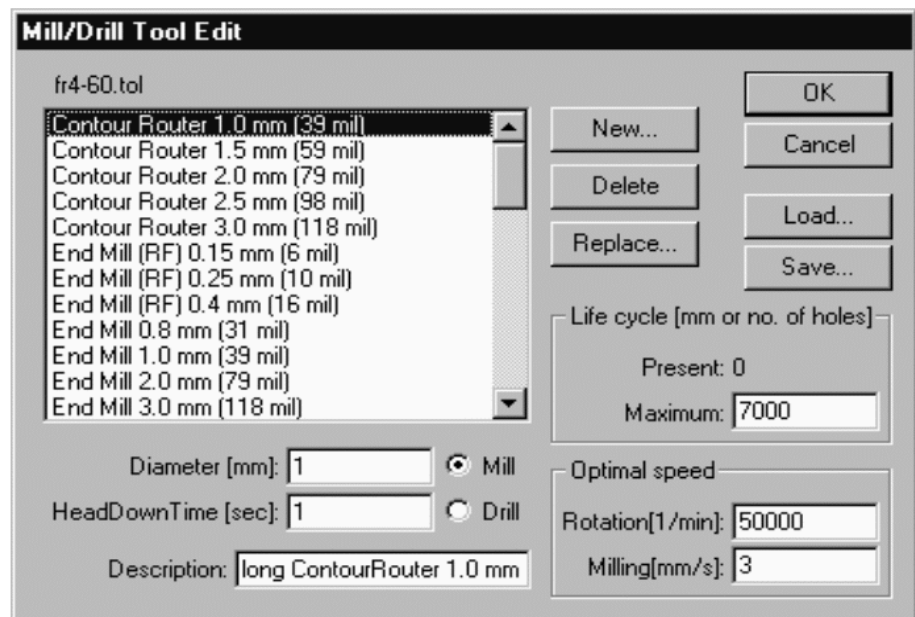 Mill/Drill Tool Edit
fr4-60.tol
Contour Router 1.0 mm (39 mil)
Contour Router 1.5 mm (59 mil)
Contour Router 2.0 mm (79 mil)
Contour Router 2.5 mm (98 mil)
Contour Router 3.0 mm (118 mil)
End Mill (RF) 0.15 mm (6 mil)
End Mill (RF) 0.25 mm (10 mil)
End Mill (RF) 0.4 mm (16 mil)
End Mill 0.8 mm (31 mil)
End Mill 1.0 mm (39 mil)
End Mill 2.0 mm (79 mil)
End Mill 3.0 mm (118 mil)
New...
Delete
Replace...
OK
Cancel
Load...
Save...
Life cycle [mm or no. of holes]
Present: 0
Maximum: 7000
Diameter [mm]: 1
Mill
HeadDownTime [sec]: 1
Drill
Description: long ContourRouter 1.0 mm
Optimal speed
Rotation[1/min]: 50000
Milling[mm/s]: 3